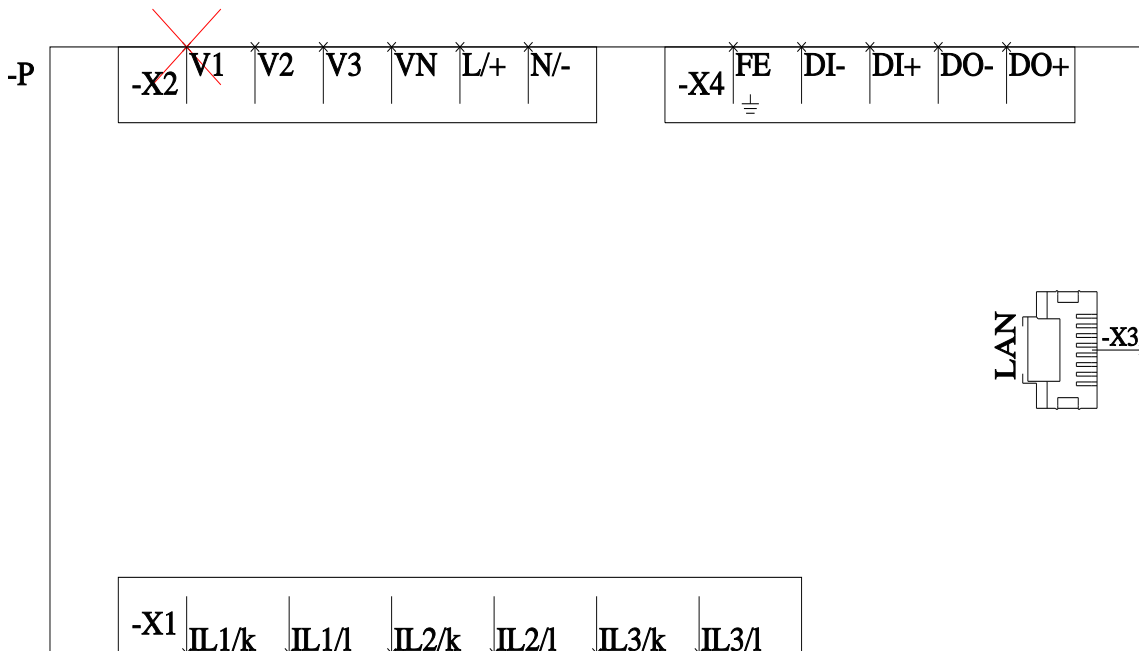 -P
-X2 V1 V2 V3 VN L/+ N/-
-X4 FE DI- DI+ DO- DO+
LAN
-X3
-X1 IL1/k IL1/l IL2/k IL2/l IL3/k IL3/l